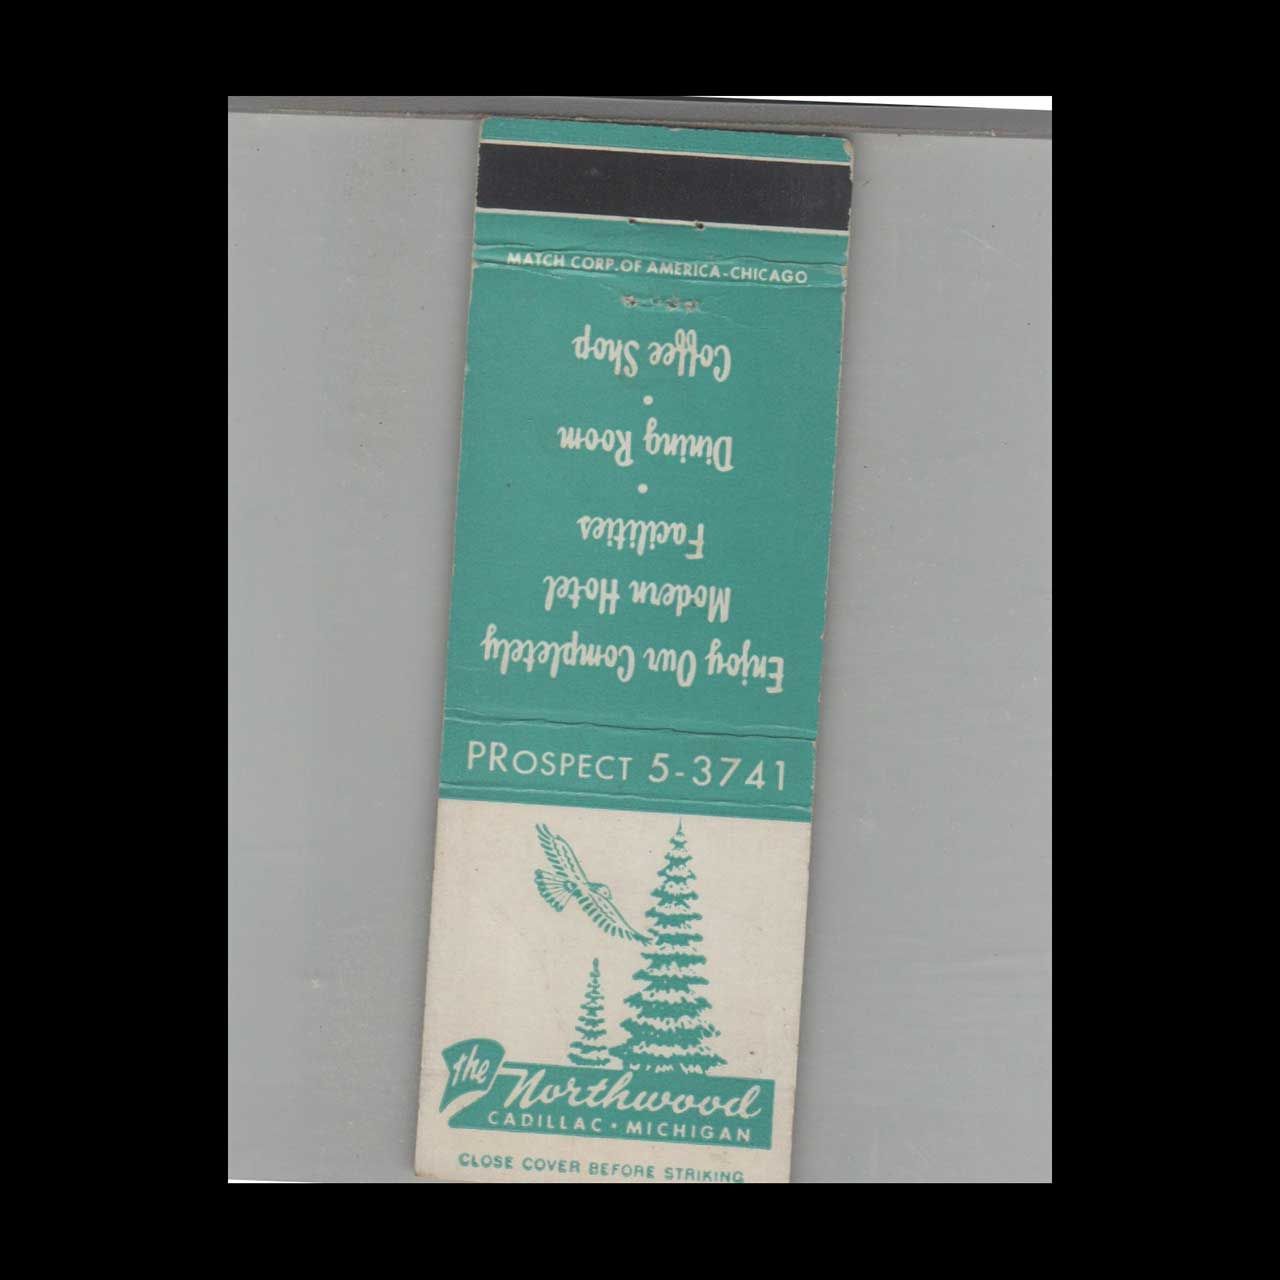 MATCH CORP. OF AMERICA-CHICAGO
Enjoy Our Completely
Modern Hotel
Facilities
•
Dining Room
•
Coffee Shop
PROSPECT 5-3741
the Northwood
CADILLAC • MICHIGAN
CLOSE COVER BEFORE STRIKING